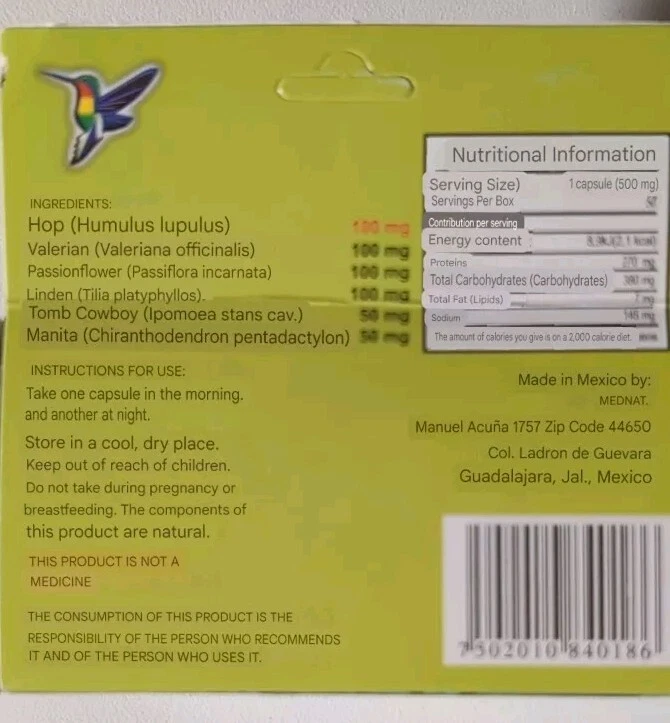 INGREDIENTS:
Hop (Humulus lupulus) 100 mg
Valerian (Valeriana officinalis) 100 mg
Passionflower (Passiflora incarnata) 100 mg
Linden (Tilia platyphyllos). 100 mg
Tomb Cowboy (Ipomoea stans cav.) 50 mg
Manita (Chiranthodendron pentadactylon) 50 mg
INSTRUCTIONS FOR USE:
Take one capsule in the morning.
and another at night.
Store in a cool, dry place.
Keep out of reach of children.
Do not take during pregnancy or
breastfeeding. The components of
this product are natural.
THIS PRODUCT IS NOT A
MEDICINE
THE CONSUMPTION OF THIS PRODUCT IS THE
RESPONSIBILITY OF THE PERSON WHO RECOMMENDS
IT AND OF THE PERSON WHO USES IT.
Nutritional Information
Serving Size) 1 capsule (500 mg)
Servings Per Box
Contribution per serving
Energy content
Proteins
Total Carbohydrates (Carbohydrates)
Total Fat (Lipids)
Sodium
The amount of calories you give is on a 2,000 calorie diet.
Made in Mexico by:
MEDNAT.
Manuel Acuña 1757 Zip Code 44650
Col. Ladron de Guevara
Guadalajara, Jal., Mexico
7502010840186